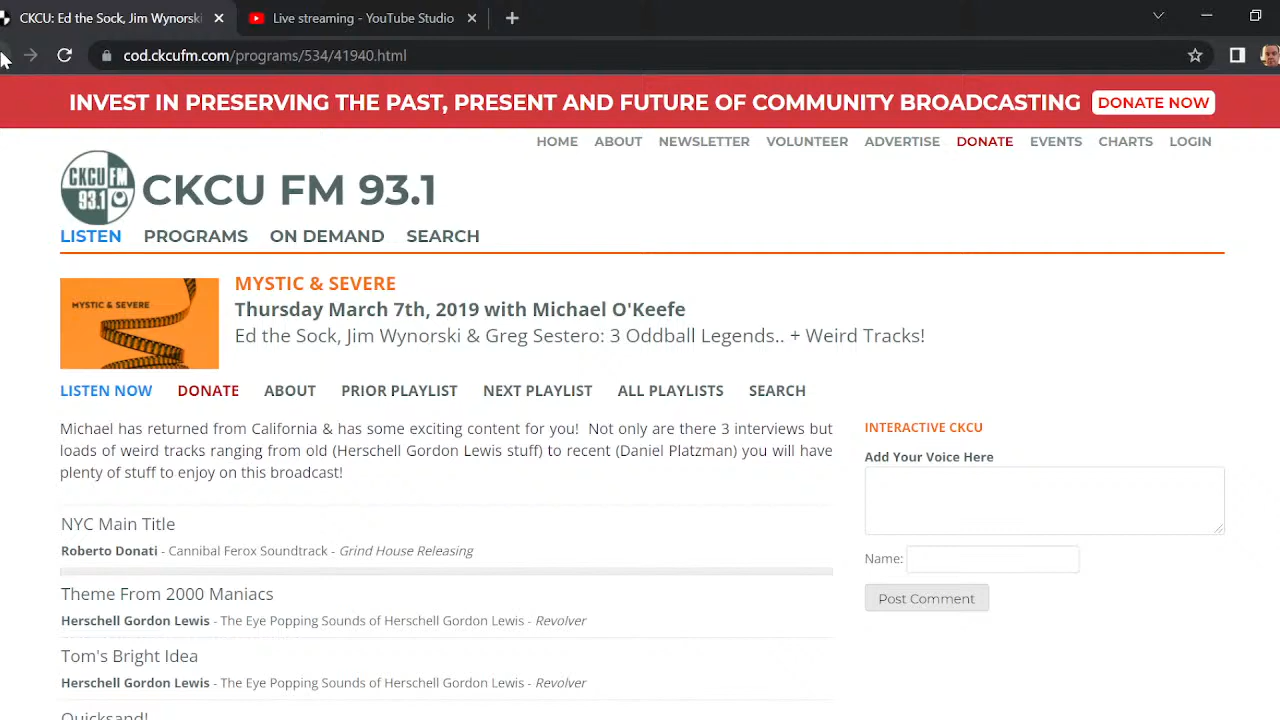 CKCU: Ed the Sock, Jim Wynorski
Live streaming - YouTube Studio
cod.ckcufm.com/programs/534/41940.html
INVEST IN PRESERVING THE PAST, PRESENT AND FUTURE OF COMMUNITY BROADCASTING DONATE NOW
HOME ABOUT NEWSLETTER VOLUNTEER ADVERTISE DONATE EVENTS CHARTS LOGIN
CKCU FM
93.1
CKCU FM 93.1
LISTEN PROGRAMS ON DEMAND SEARCH
MYSTIC & SEVERE
MYSTIC & SEVERE
Thursday March 7th, 2019 with Michael O'Keefe
Ed the Sock, Jim Wynorski & Greg Sestero: 3 Oddball Legends.. + Weird Tracks!
LISTEN NOW DONATE ABOUT PRIOR PLAYLIST NEXT PLAYLIST ALL PLAYLISTS SEARCH
Michael has returned from California & has some exciting content for you! Not only are there 3 interviews but
loads of weird tracks ranging from old (Herschell Gordon Lewis stuff) to recent (Daniel Platzman) you will have
plenty of stuff to enjoy on this broadcast!
NYC Main Title
Roberto Donati - Cannibal Ferox Soundtrack - Grind House Releasing
Theme From 2000 Maniacs
Herschell Gordon Lewis - The Eye Popping Sounds of Herschell Gordon Lewis - Revolver
Tom's Bright Idea
Herschell Gordon Lewis - The Eye Popping Sounds of Herschell Gordon Lewis - Revolver
Quicksand!
INTERACTIVE CKCU
Add Your Voice Here
Name:
Post Comment